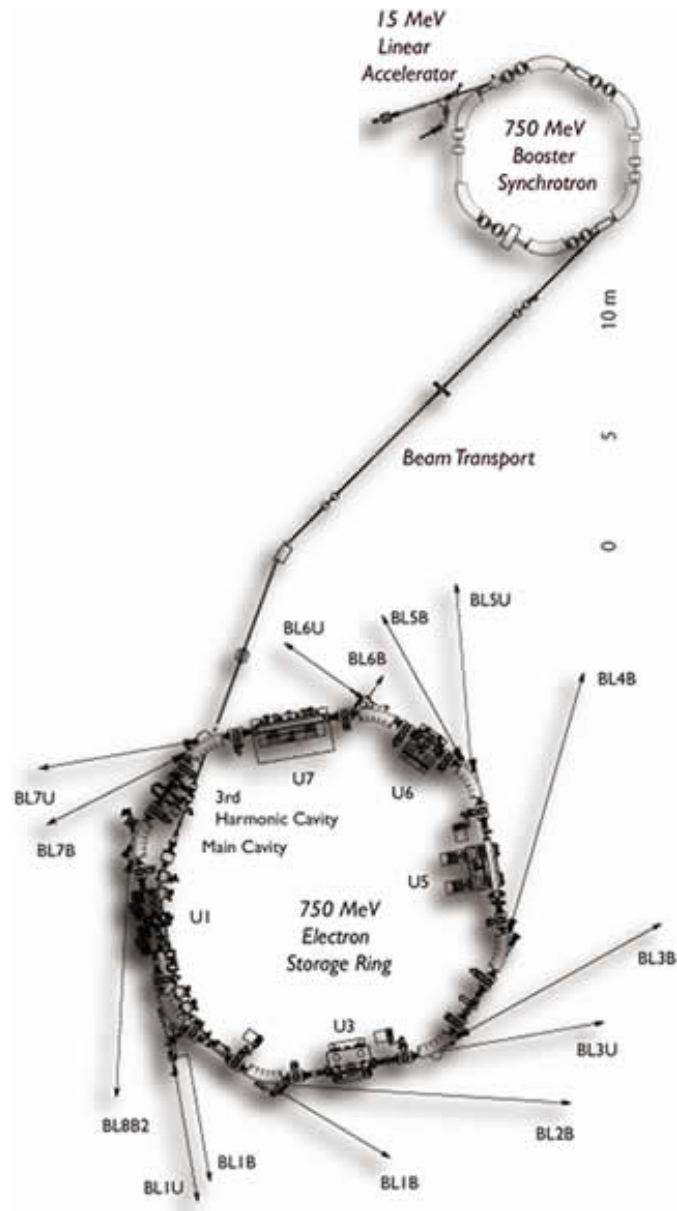 15 MeV
Linear
Accelerator
750 MeV
Booster
Synchrotron
10 m
5
0
Beam Transport
BL5U
BL5B
BL6U
BL6B
BL4B
U7
U6
BL7U
BL7B
3rd
Harmonic Cavity
Main Cavity
U5
U1
750 MeV
Electron
Storage Ring
BL3B
U3
BL3U
BL2B
BL8B2
BL1B
BL1U
BL1B